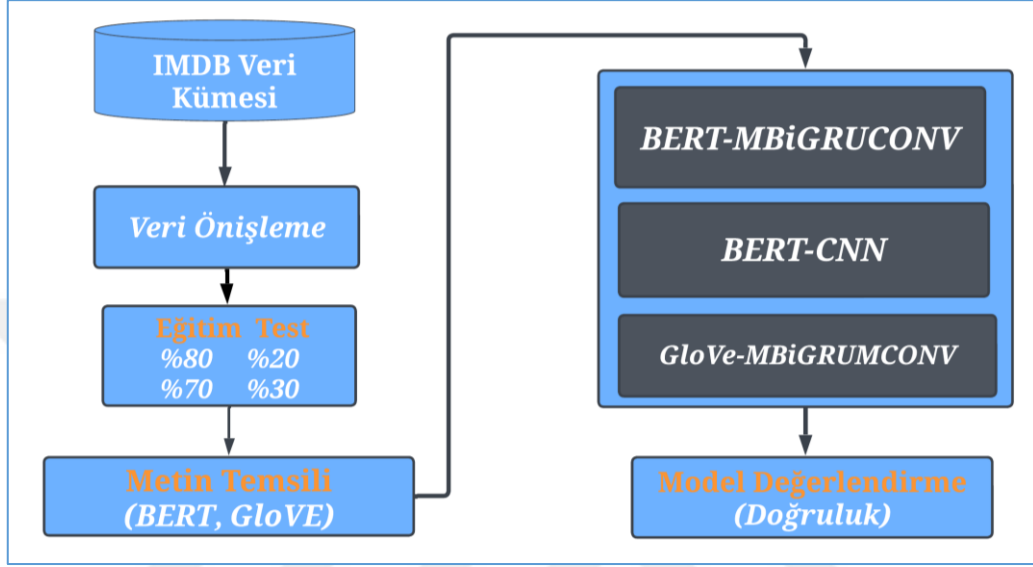 IMDB Veri
Kümesi
Veri Önişleme
Eğitim Test
%80 %20
%70 %30
Metin Temsili
(BERT, GloVE)
BERT-MBiGRUCONV
BERT-CNN
GloVe-MBiGRUMCONV
Model Değerlendirme
(Doğruluk)